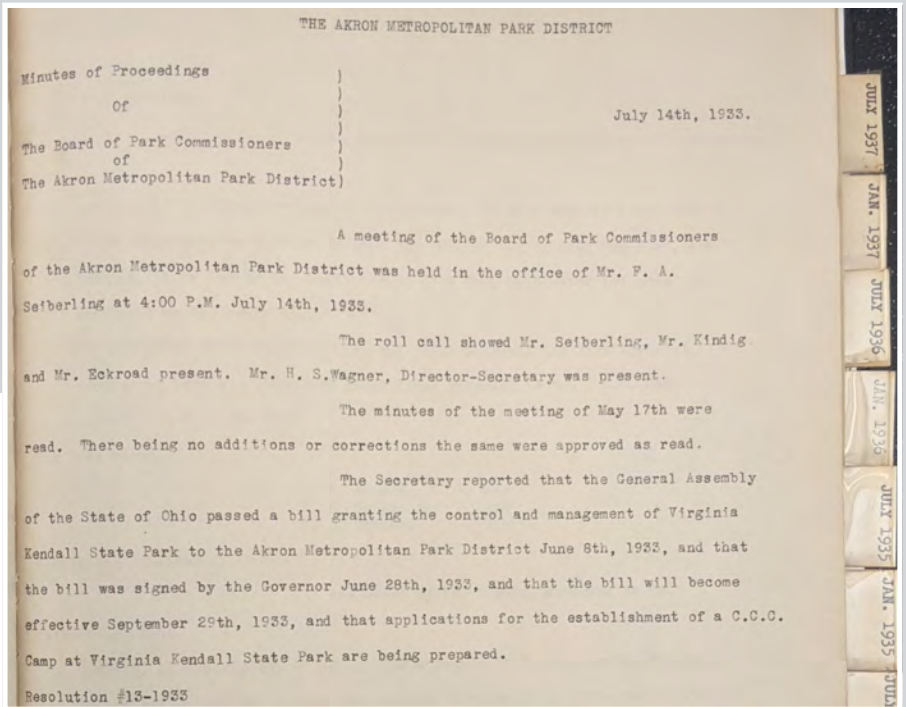 THE AKRON METROPOLITAN PARK DISTRICT
Minutes of Proceedings )
)
Of )
)
The Board of Park Commissioners )
of )
The Akron Metropolitan Park District)
July 14th, 1933.
A meeting of the Board of Park Commissioners
of the Akron Metropolitan Park District was held in the office of Mr. F. A.
Seiberling at 4:00 P.M. July 14th, 1933.
The roll call showed Mr. Seiberling, Mr. Kindig
and Mr. Eckroad present. Mr. H. S.Wagner, Director-Secretary was present.
The minutes of the meeting of May 17th were
read. There being no additions or corrections the same were approved as read.
The Secretary reported that the General Assembly
of the State of Ohio passed a bill granting the control and management of Virginia
Kendall State Park to the Akron Metropolitan Park District June 8th, 1933, and that
the bill was signed by the Governor June 28th, 1933, and that the bill will become
effective September 29th, 1933, and that applications for the establishment of a C.C.C.
Camp at Virginia Kendall State Park are being prepared.
Resolution #13-1933
JULY 1937
JAN. 1937
JULY 1936
JAN. 1936
JULY 1935
JAN. 1935
JUL